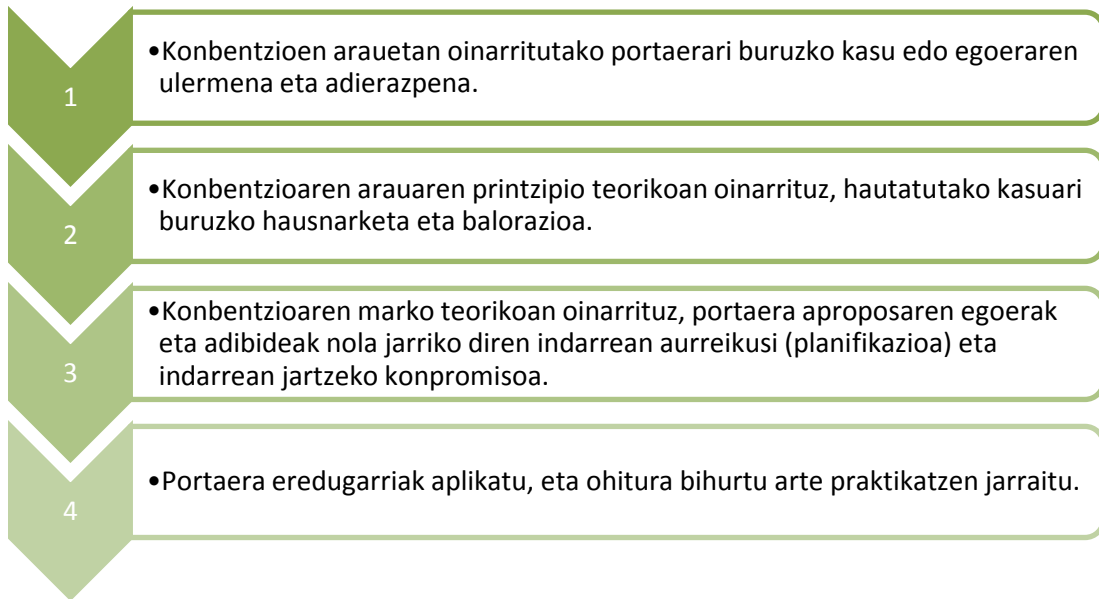 1
•Konbentzioen arauetan oinarritutako portaerari buruzko kasu edo egoeraren
ulermena eta adierazpena.
2
•Konbentzioaren arauaren printzipio teorikoan oinarrituz, hautatutako kasuari
buruzko hausnarketa eta balorazioa.
3
•Konbentzioaren marko teorikoan oinarrituz, portaera aproposaren egoerak
eta adibideak nola jarriko diren indarrean aurreikusi (planifikazioa) eta
indarrean jartzeko konpromisoa.
4
•Portaera eredugarriak aplikatu, eta ohitura bihurtu arte praktikatzen jarraitu.